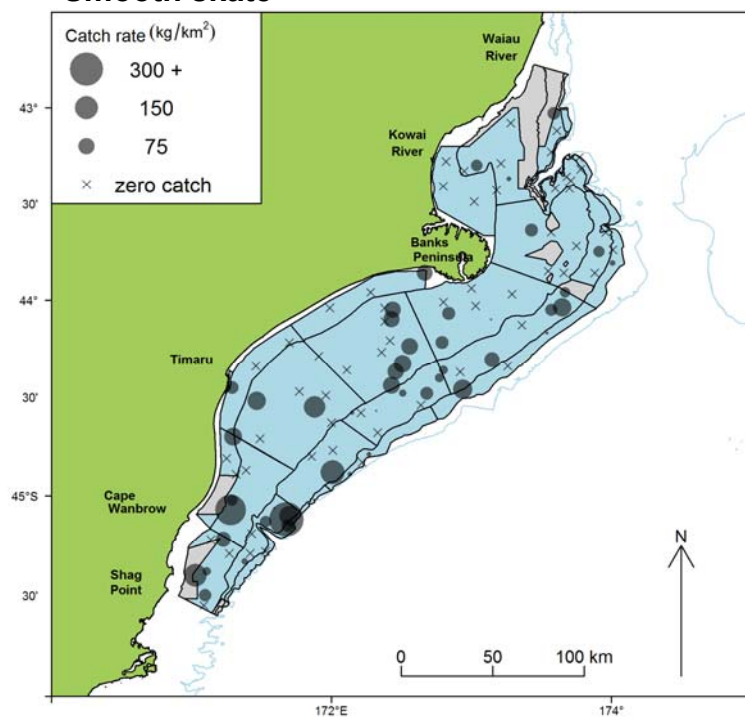 Smooth skate
Catch rate (kg/km²)
300 +
150
75
× zero catch
Waiau
River
Kowai
River
Banks
Peninsula
Timaru
Cape
Wanbrow
Shag
Point
43°
30'
44°
30'
45°S
30'
172°E
174°
N
0 50 100 km